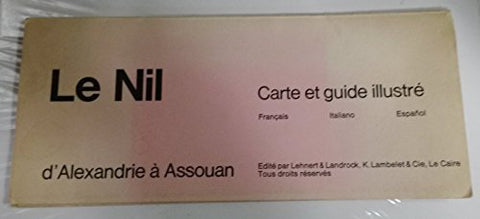 Le Nil
Carte et guide illustré
Français Italiano Español
d'Alexandrie à Assouan
Edité par Lehnert & Landrock, K. Lambelet & Cie, Le Caire
Tous droits réservés